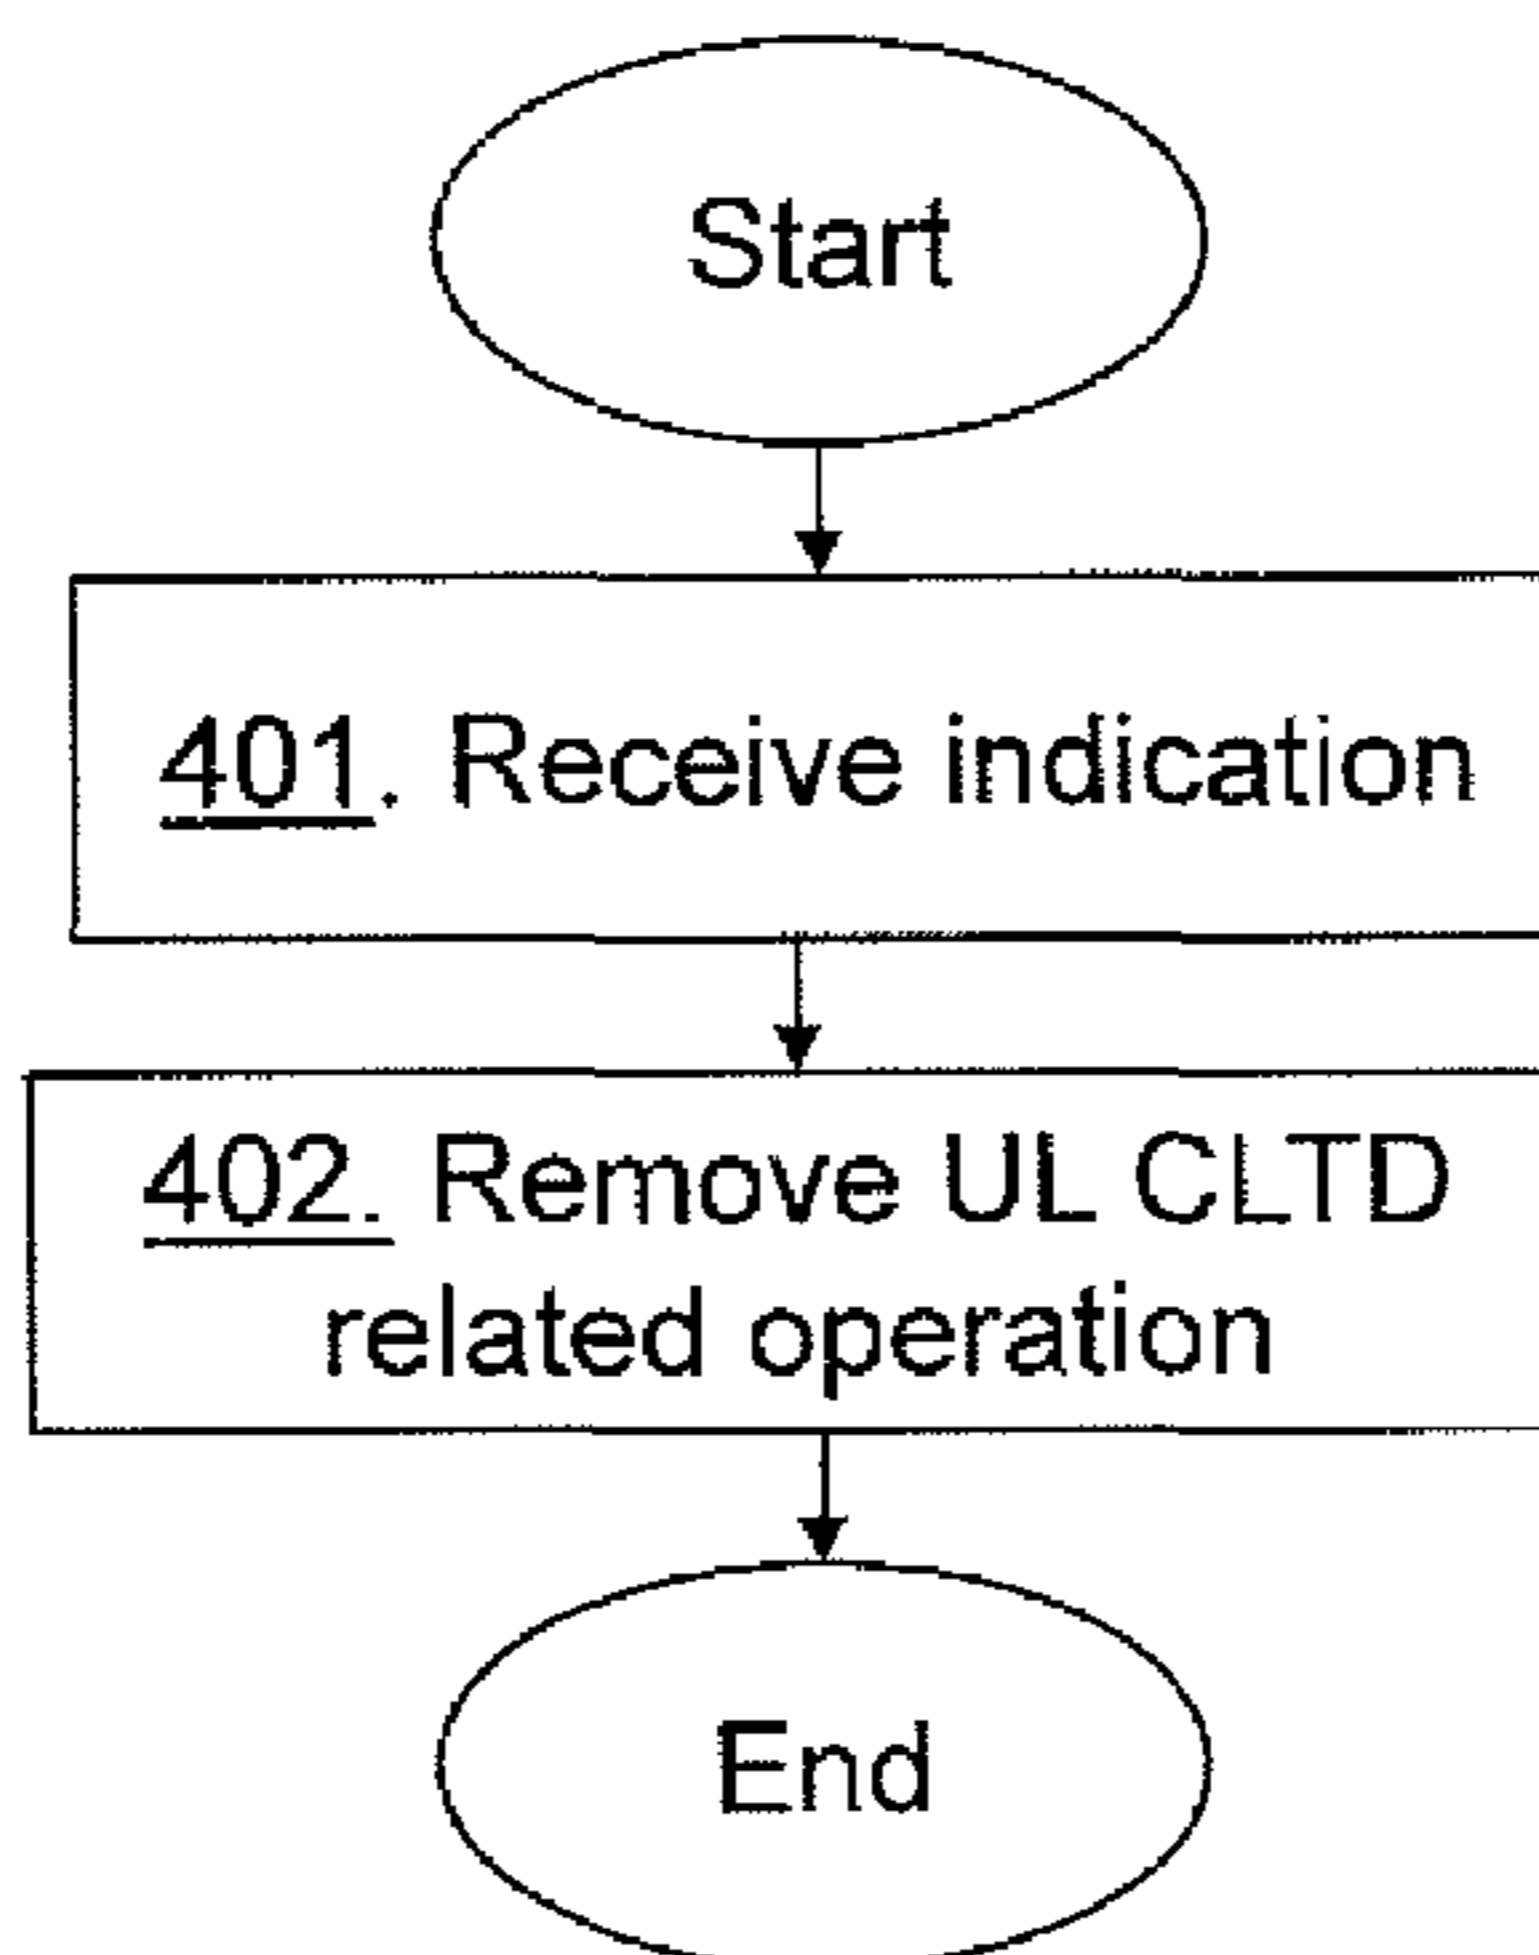 Start
401. Receive indication
402. Remove UL CLTD
related operation
End